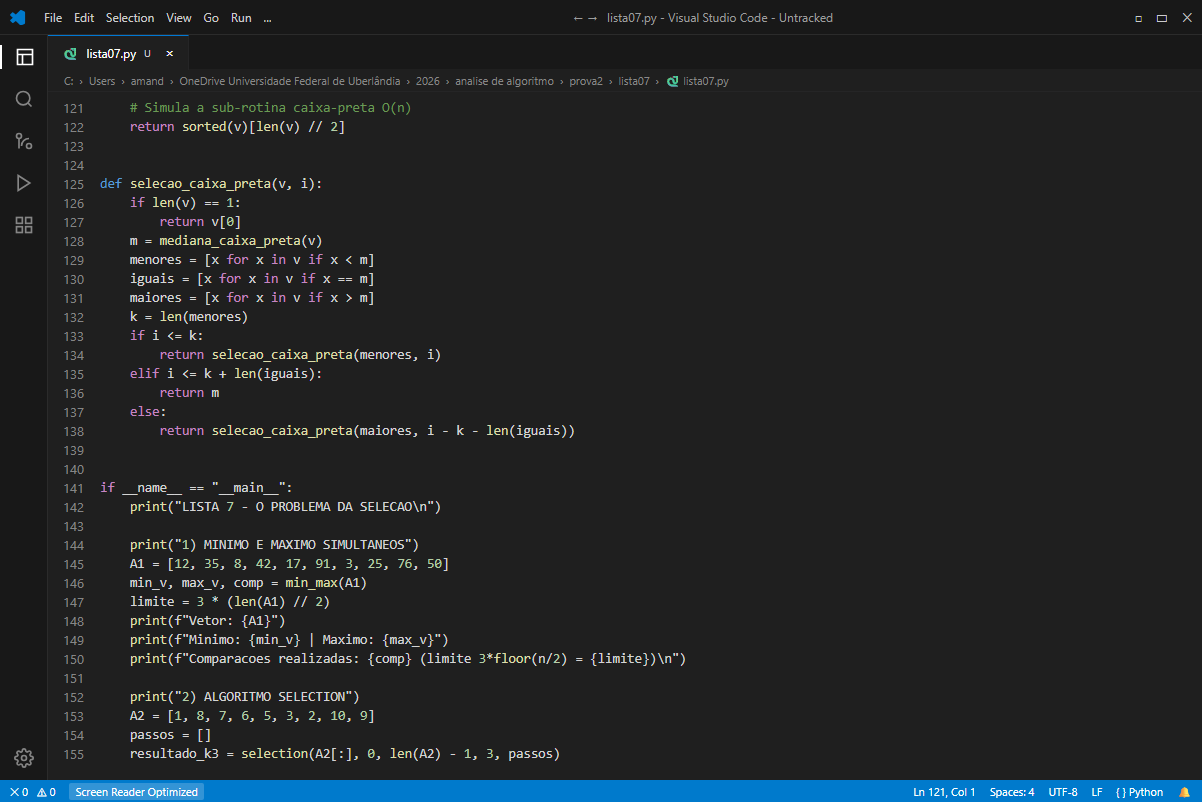 File Edit Selection View Go Run ... ← → lista07.py - Visual Studio Code - Untracked
lista07.py U ×
C: › Users › amand › OneDrive Universidade Federal de Uberlândia › 2026 › analise de algoritmo › prova2 › lista07 › lista07.py
121     # Simula a sub-rotina caixa-preta O(n)
122     return sorted(v)[len(v) // 2]
123
124
125 def selecao_caixa_preta(v, i):
126     if len(v) == 1:
127         return v[0]
128     m = mediana_caixa_preta(v)
129     menores = [x for x in v if x < m]
130     iguais = [x for x in v if x == m]
131     maiores = [x for x in v if x > m]
132     k = len(menores)
133     if i <= k:
134         return selecao_caixa_preta(menores, i)
135     elif i <= k + len(iguais):
136         return m
137     else:
138         return selecao_caixa_preta(maiores, i - k - len(iguais))
139
140
141 if __name__ == "__main__":
142     print("LISTA 7 - O PROBLEMA DA SELECAO\n")
143
144     print("1) MINIMO E MAXIMO SIMULTANEOS")
145     A1 = [12, 35, 8, 42, 17, 91, 3, 25, 76, 50]
146     min_v, max_v, comp = min_max(A1)
147     limite = 3 * (len(A1) // 2)
148     print(f"Vetor: {A1}")
149     print(f"Minimo: {min_v} | Maximo: {max_v}")
150     print(f"Comparacoes realizadas: {comp} (limite 3*floor(n/2) = {limite})\n")
151
152     print("2) ALGORITMO SELECTION")
153     A2 = [1, 8, 7, 6, 5, 3, 2, 10, 9]
154     passos = []
155     resultado_k3 = selection(A2[:], 0, len(A2) - 1, 3, passos)
0 0 Screen Reader Optimized Ln 121, Col 1 Spaces: 4 UTF-8 LF { } Python